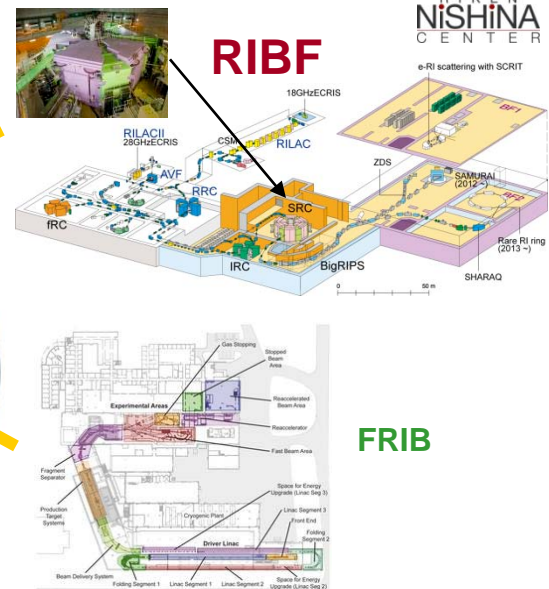 NiSHiNA
CENTER
RIBF
e-RI scattering with SCRIT
18GHzECRIS
RILACII
28GHzECRIS
CSM
RILAC
AVF
RRC
fRC
SRC
IRC
BigRIPS
ZDS
SAMURAI
(2012 ~)
BF1
BF2
Rare RI ring
(2013 ~)
SHARAQ
0
50 m
Gas Stopping
Stopped
Beam
Area
Experimental Areas
Reaccelerated
Beam Area
Reaccelerator
Fast Beam Area
FRIB
Fragment
Separator
Production
Target
Systems
Cryogenic Plant
Space for Energy
Upgrade (Linac Seg 3)
Linac Segment 3
Front End
Folding
Segment 2
Driver Linac
Beam Delivery System
Folding Segment 1
Linac Segment 1
Linac Segment 2
Space for Energy
Upgrade (Linac Seg 2)